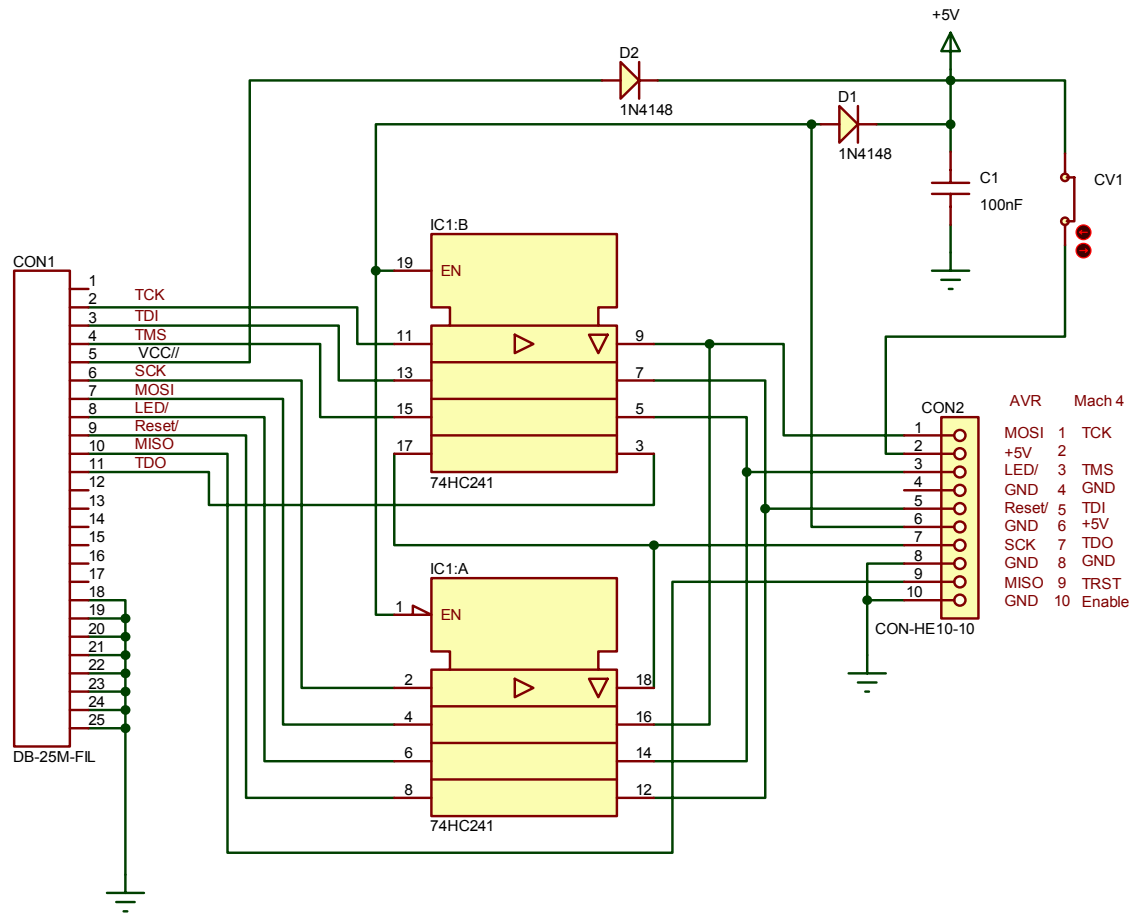 +5V
D2
1N4148
D1
1N4148
C1
100nF
CV1
IC1:B
19 EN
11 9
13 7
15 5
17 3
74HC241
CON1
1
2 TCK
3 TDI
4 TMS
5 VCC//
6 SCK
7 MOSI
8 LED/
9 Reset/
10 MISO
11 TDO
12
13
14
15
16
17
18
19
20
21
22
23
24
25
DB-25M-FIL
IC1:A
1 EN
2 18
4 16
6 14
8 12
74HC241
CON2
AVR Mach 4
1 MOSI 1 TCK
2 +5V 2
3 LED/ 3 TMS
4 GND 4 GND
5 Reset/ 5 TDI
6 GND 6 +5V
7 SCK 7 TDO
8 GND 8 GND
9 MISO 9 TRST
10 GND 10 Enable
CON-HE10-10